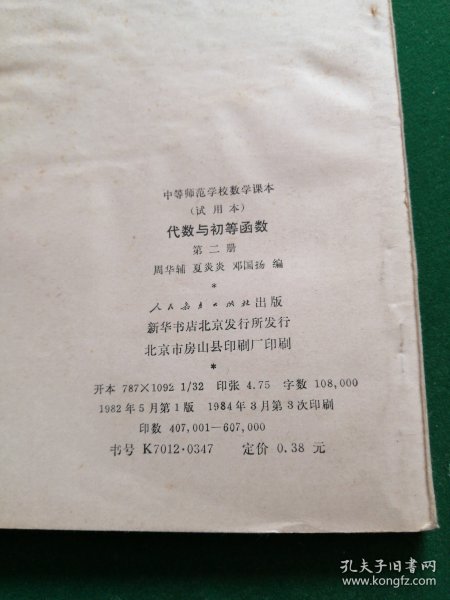 中等师范学校数学课本
(试用本)
代数与初等函数
第二册
周华辅 夏炎炎 邓国扬 编
*
人民教育出版社出版
新华书店北京发行所发行
北京市房山县印刷厂印刷
*
开本 787×1092 1/32 印张 4.75 字数 108,000
1982年5月第1版 1984年3月第3次印刷
印数 407,001—607,000
书号 K7012·0347 定价 0.38 元
孔夫子旧书网
www.kongfz.com